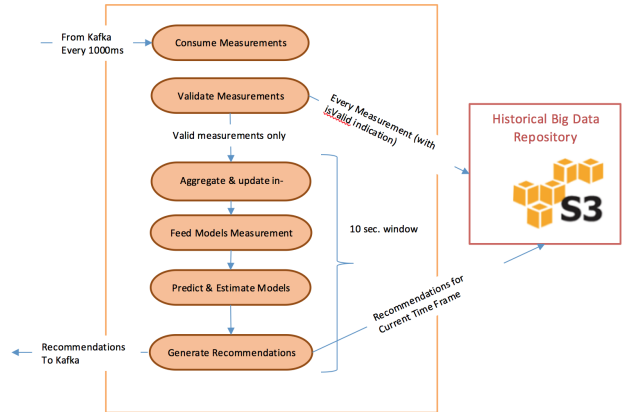 From Kafka
Every 1000ms
Consume Measurements
Validate Measurements
Every Measurement (with
isValid indication)
Historical Big Data
Repository
S3
Valid measurements only
Aggregate & update in-
Feed Models Measurement
10 sec. window
Predict & Estimate Models
Recommendations for
Current Time Frame
Recommendations
To Kafka
Generate Recommendations